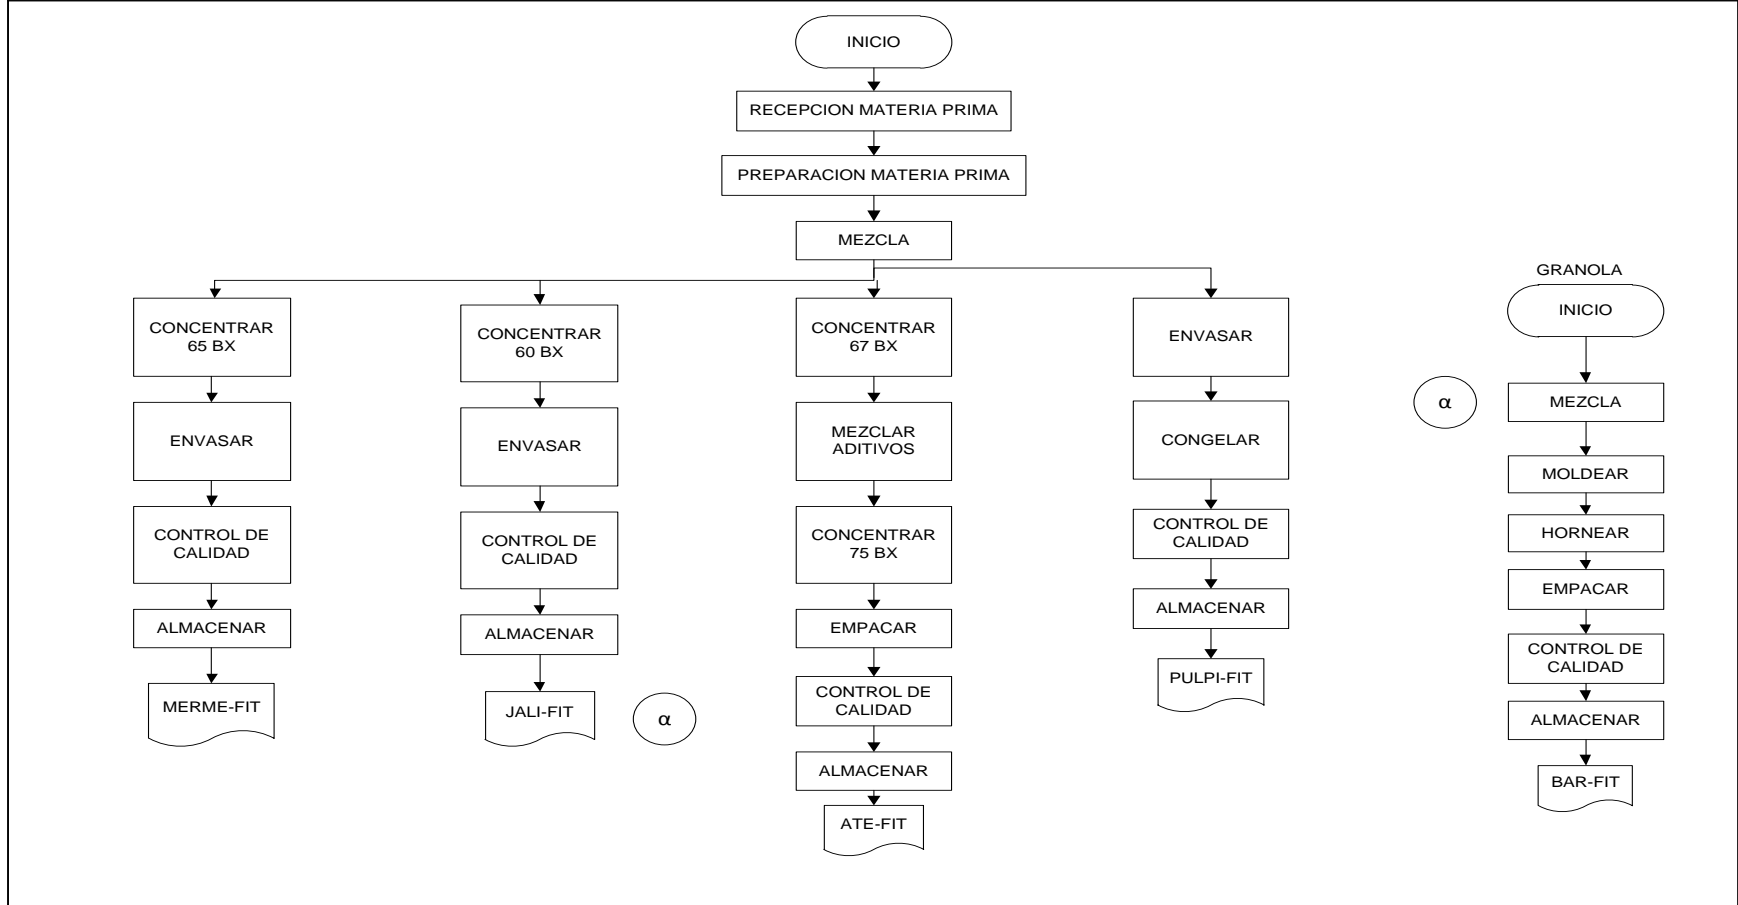 INICIO
RECEPCION MATERIA PRIMA
PREPARACION MATERIA PRIMA
MEZCLA
CONCENTRAR
65 BX
ENVASAR
CONTROL DE
CALIDAD
ALMACENAR
MERME-FIT
CONCENTRAR
60 BX
ENVASAR
CONTROL DE
CALIDAD
ALMACENAR
JALI-FIT
α
CONCENTRAR
67 BX
MEZCLAR
ADITIVOS
CONCENTRAR
75 BX
EMPACAR
CONTROL DE
CALIDAD
ALMACENAR
ATE-FIT
ENVASAR
CONGELAR
CONTROL DE
CALIDAD
ALMACENAR
PULPI-FIT
GRANOLA
INICIO
α
MEZCLA
MOLDEAR
HORNEAR
EMPACAR
CONTROL DE
CALIDAD
ALMACENAR
BAR-FIT